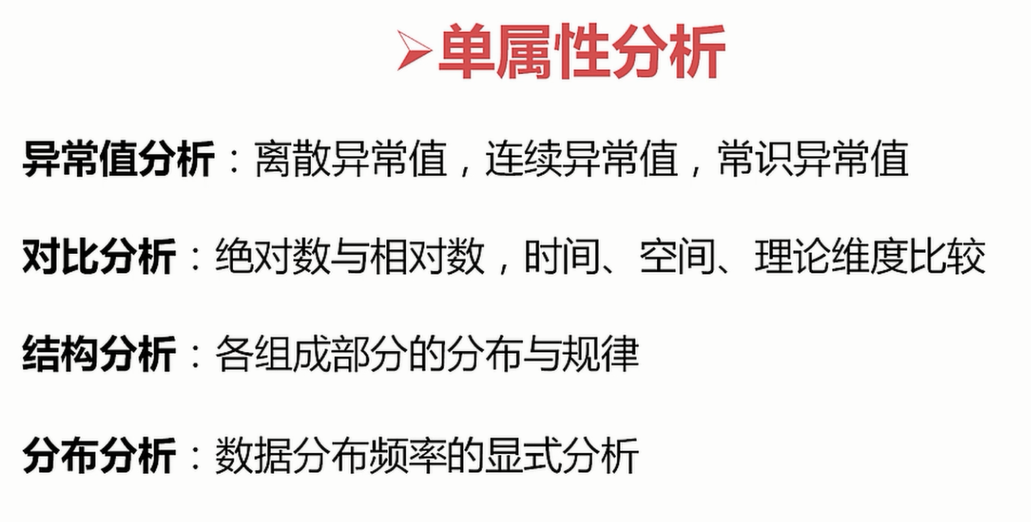 ➢单属性分析
异常值分析：离散异常值，连续异常值，常识异常值
对比分析：绝对数与相对数，时间、空间、理论维度比较
结构分析：各组成部分的分布与规律
分布分析：数据分布频率的显式分析